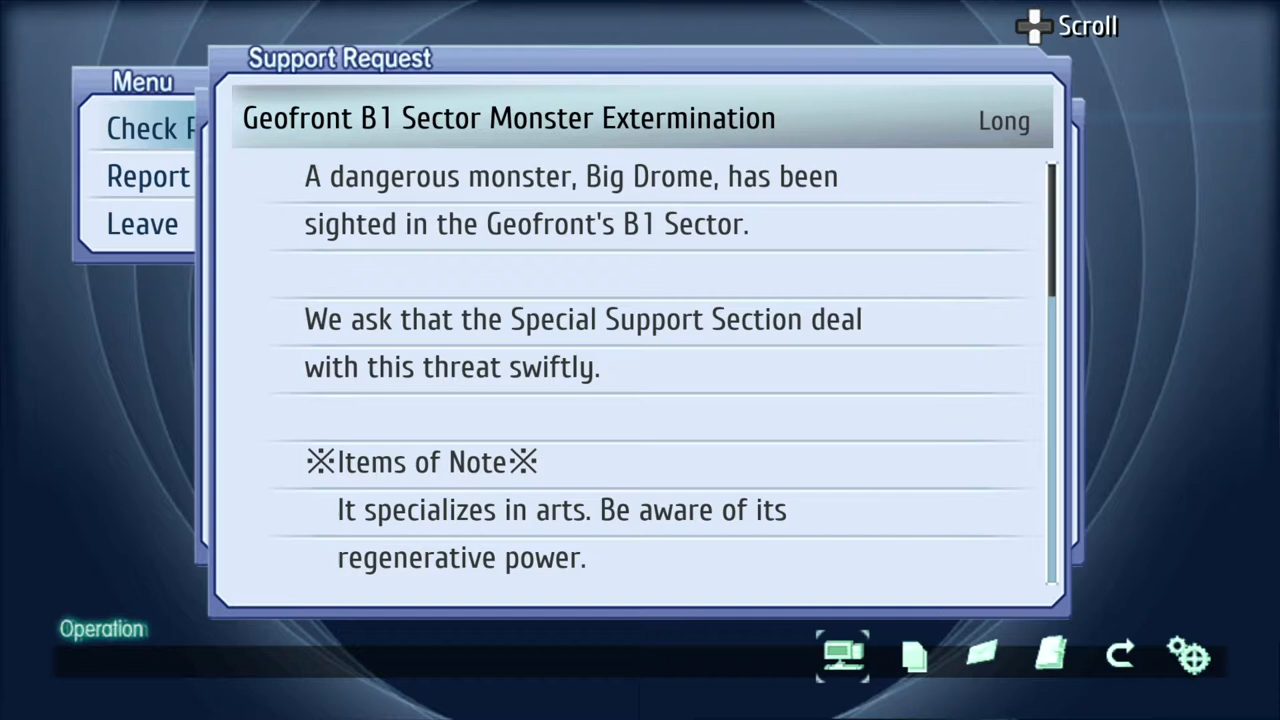 Scroll
Support Request
Menu
Geofront B1 Sector Monster Extermination
Long
Check
Report
Leave
A dangerous monster, Big Drome, has been
sighted in the Geofront's B1 Sector.
We ask that the Special Support Section deal
with this threat swiftly.
※Items of Note※
It specializes in arts. Be aware of its
regenerative power.
Operation